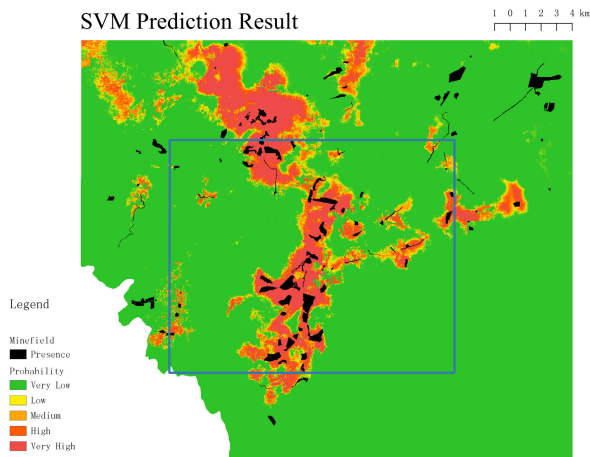 SVM Prediction Result
1 0 1 2 3 4 km
Legend
Minefield
Presence
Probability
Very Low
Low
Medium
High
Very High